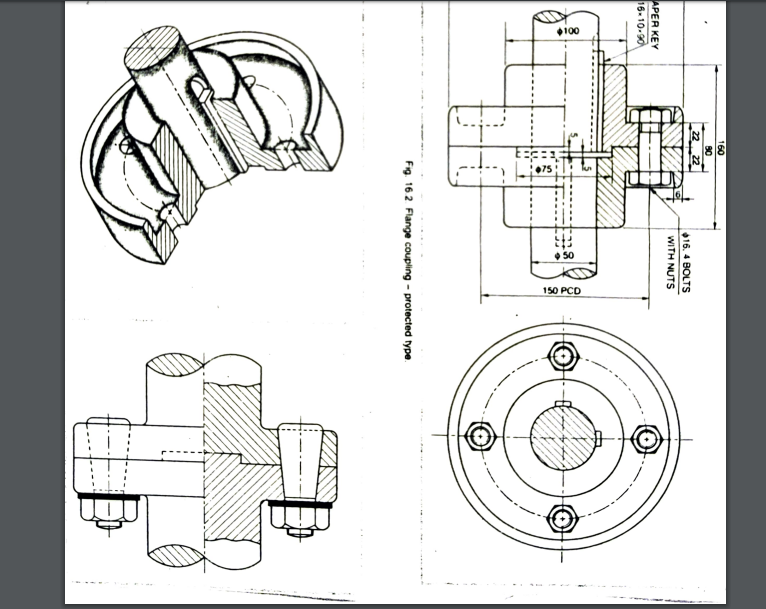 APER KEY
16×10-90
ϕ100
160
80
22
22
5
5
ϕ75
6
ϕ16, 4 BOLTS
WITH NUTS
ϕ 50
150 PCD
Fig. 16.2 Flange coupling – protected type